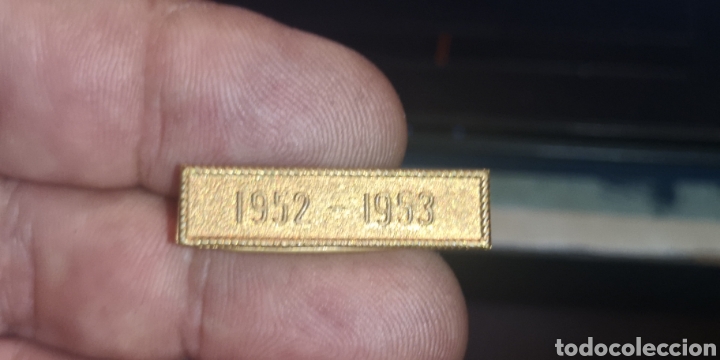 1952 - 1953
todocoleccion